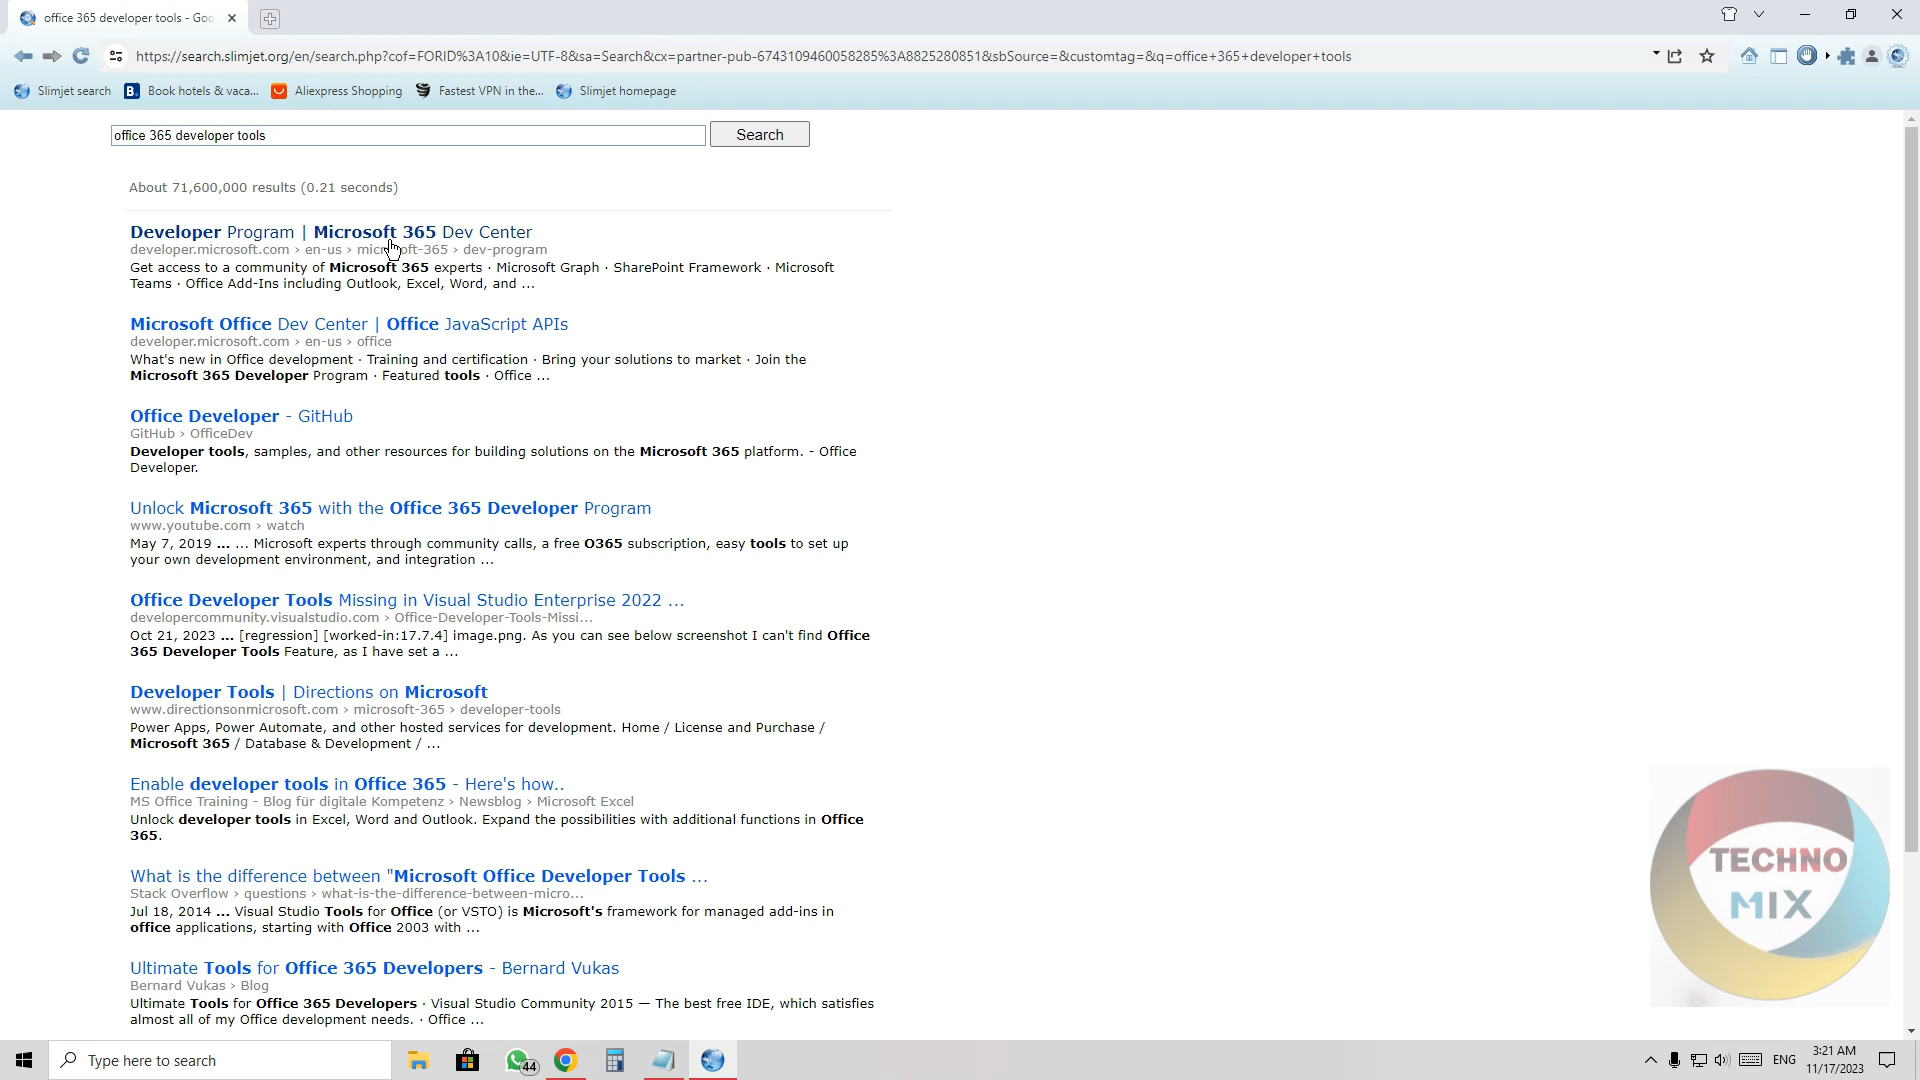 office 365 developer tools - Goo
https://search.slimjet.org/en/search.php?cof=FORID%3A10&ie=UTF-8&sa=Search&cx=partner-pub-6743109460058285%3A8825280851&sbSource=&customtag=&q=office+365+developer+tools
Slimjet search B. Book hotels & vaca... Aliexpress Shopping Fastest VPN in the... Slimjet homepage
office 365 developer tools Search
About 71,600,000 results (0.21 seconds)
Developer Program | Microsoft 365 Dev Center
developer.microsoft.com › en-us › microsoft-365 › dev-program
Get access to a community of Microsoft 365 experts · Microsoft Graph · SharePoint Framework · Microsoft
Teams · Office Add-Ins including Outlook, Excel, Word, and ...
Microsoft Office Dev Center | Office JavaScript APIs
developer.microsoft.com › en-us › office
What's new in Office development · Training and certification · Bring your solutions to market · Join the
Microsoft 365 Developer Program · Featured tools · Office ...
Office Developer - GitHub
GitHub › OfficeDev
Developer tools, samples, and other resources for building solutions on the Microsoft 365 platform. - Office
Developer.
Unlock Microsoft 365 with the Office 365 Developer Program
www.youtube.com › watch
May 7, 2019 ... ... Microsoft experts through community calls, a free O365 subscription, easy tools to set up
your own development environment, and integration ...
Office Developer Tools Missing in Visual Studio Enterprise 2022 ...
developercommunity.visualstudio.com › Office-Developer-Tools-Missi...
Oct 21, 2023 ... [regression] [worked-in:17.7.4] image.png. As you can see below screenshot I can't find Office
365 Developer Tools Feature, as I have set a ...
Developer Tools | Directions on Microsoft
www.directionsonmicrosoft.com › microsoft-365 › developer-tools
Power Apps, Power Automate, and other hosted services for development. Home / License and Purchase /
Microsoft 365 / Database & Development / ...
Enable developer tools in Office 365 - Here's how..
MS Office Training - Blog für digitale Kompetenz › Newsblog › Microsoft Excel
Unlock developer tools in Excel, Word and Outlook. Expand the possibilities with additional functions in Office
365.
What is the difference between "Microsoft Office Developer Tools ...
Stack Overflow › questions › what-is-the-difference-between-micro...
Jul 18, 2014 ... Visual Studio Tools for Office (or VSTO) is Microsoft's framework for managed add-ins in
office applications, starting with Office 2003 with ...
Ultimate Tools for Office 365 Developers - Bernard Vukas
Bernard Vukas › Blog
Ultimate Tools for Office 365 Developers · Visual Studio Community 2015 — The best free IDE, which satisfies
almost all of my Office development needs. · Office ...
TECHNO
MIX
Type here to search
44
ENG
3:21 AM
11/17/2023